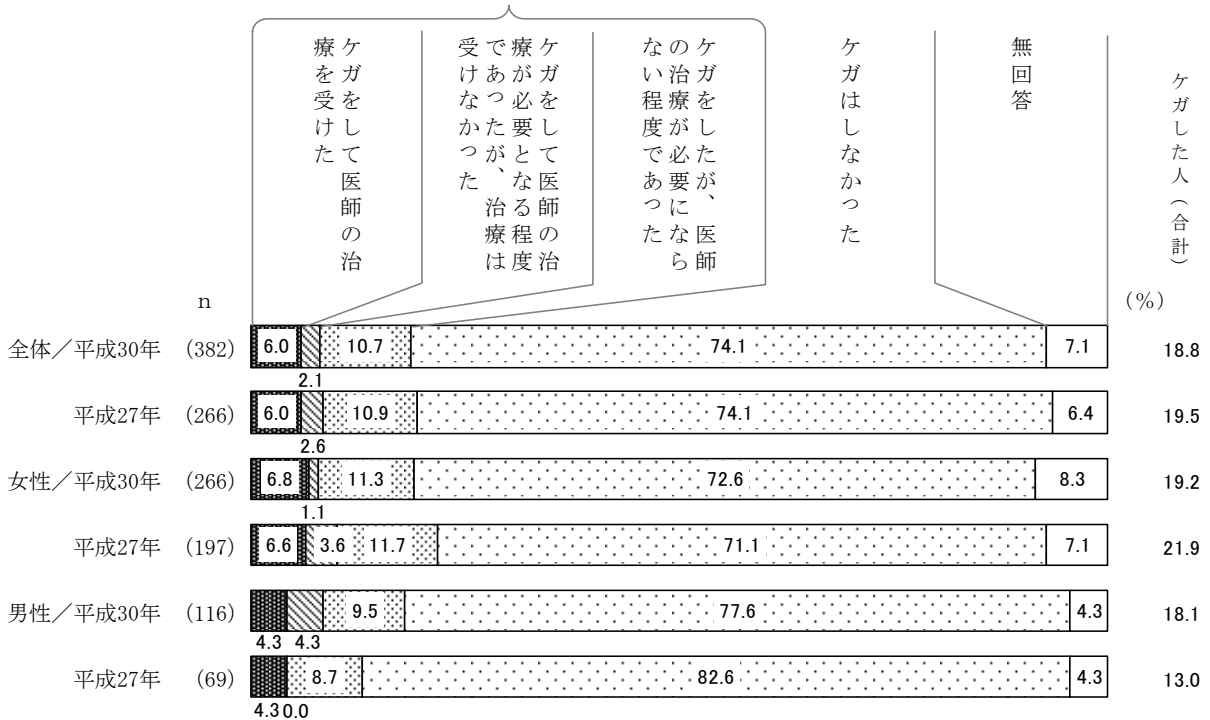 ケガをして医師の治
療を受けた
ケガをして医師の治
療が必要となる程度
であったが、治療は
受けなかった
ケガをしたが、医師
の治療が必要になら
ない程度であった
ケガはしなかった
無回答
ケガした人（合計）
n
（％）
全体／平成30年 (382) 6.0 2.1 10.7 74.1 7.1 18.8
平成27年 (266) 6.0 2.6 10.9 74.1 6.4 19.5
女性／平成30年 (266) 6.8 1.1 11.3 72.6 8.3 19.2
平成27年 (197) 6.6 3.6 11.7 71.1 7.1 21.9
男性／平成30年 (116) 4.3 4.3 9.5 77.6 4.3 18.1
平成27年 (69) 4.3 0.0 8.7 82.6 4.3 13.0